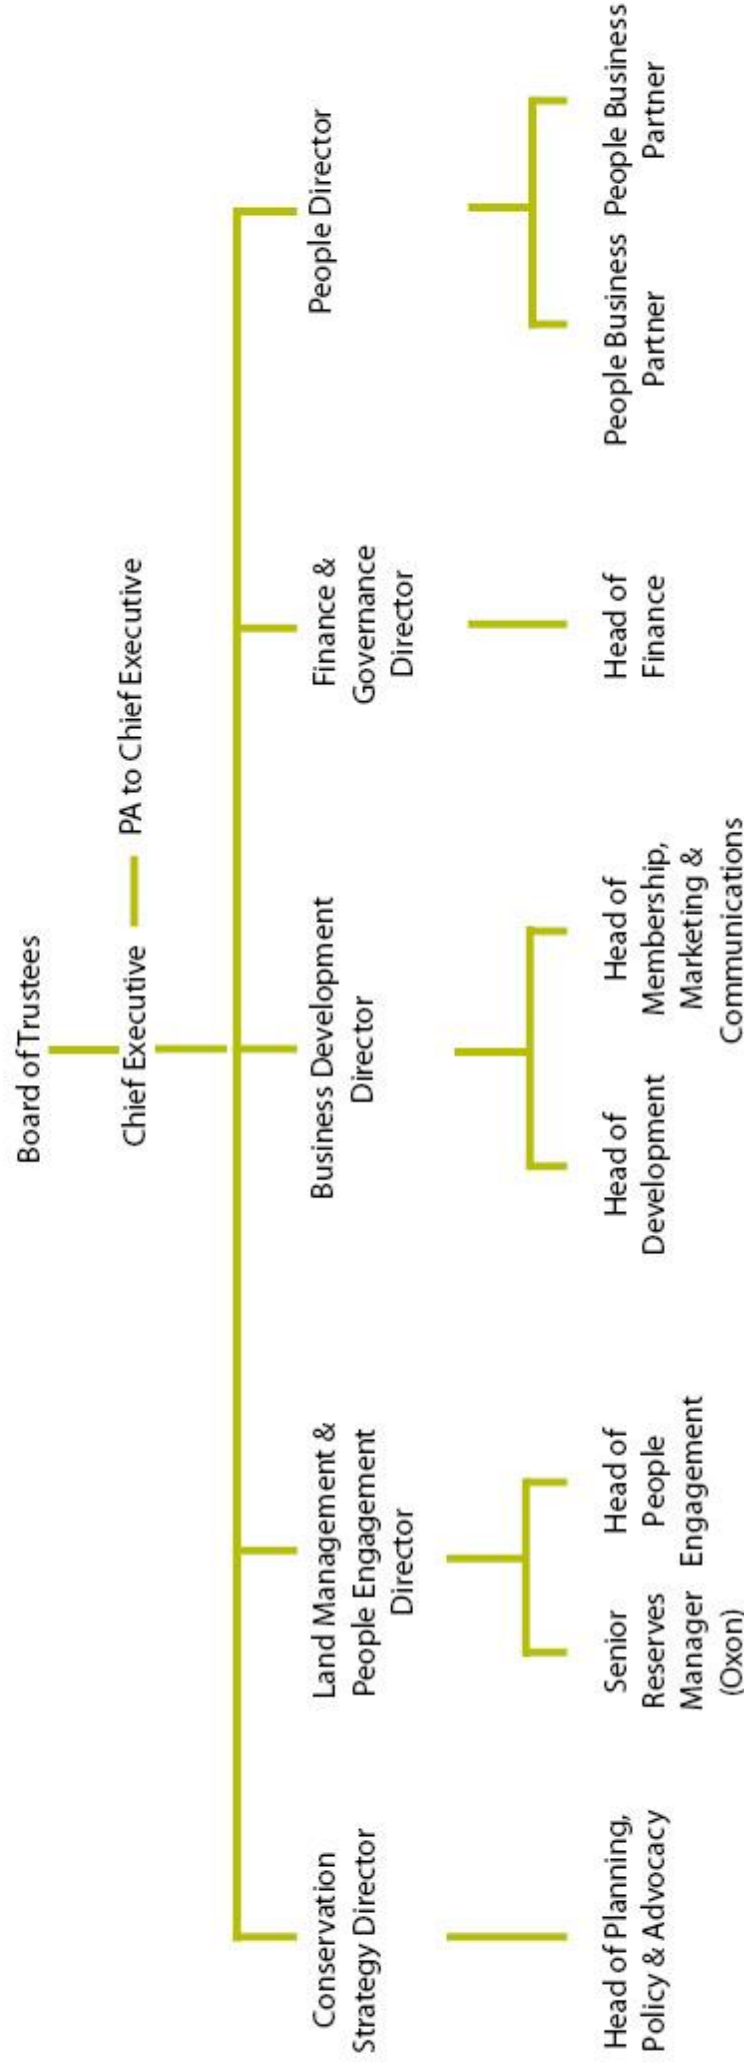 Board of Trustees
Chief Executive
PA to Chief Executive
Conservation
Strategy Director
Land Management &
People Engagement
Director
Business Development
Director
Finance &
Governance
Director
People Director
Head of Planning,
Policy & Advocacy
Senior
Reserves
Manager
(Oxon)
Head of
People
Engagement
Head of
Development
Head of
Membership,
Marketing &
Communications
Head of
Finance
People Business
Partner
People Business
Partner